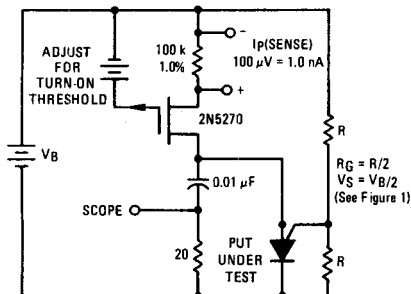 ADJUST
FOR
TURN-ON
THRESHOLD
100 k
1.0%
−
IP(SENSE)
100 µV = 1.0 nA
+
2N5270
R
VB
RG = R/2
VS = VB/2
(See Figure 1)
0.01 µF
SCOPE
20
PUT
UNDER
TEST
R